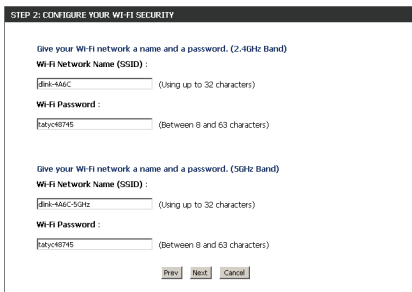 STEP 2: CONFIGURE YOUR WI-FI SECURITY
Give your Wi-Fi network a name and a password. (2.4GHz Band)
Wi-Fi Network Name (SSID) :
dlink-4A6C (Using up to 32 characters)
Wi-Fi Password :
tatyc48745 (Between 8 and 63 characters)
Give your Wi-Fi network a name and a password. (5GHz Band)
Wi-Fi Network Name (SSID) :
dlink-4A6C-5GHz (Using up to 32 characters)
Wi-Fi Password :
tatyc48745 (Between 8 and 63 characters)
Prev Next Cancel